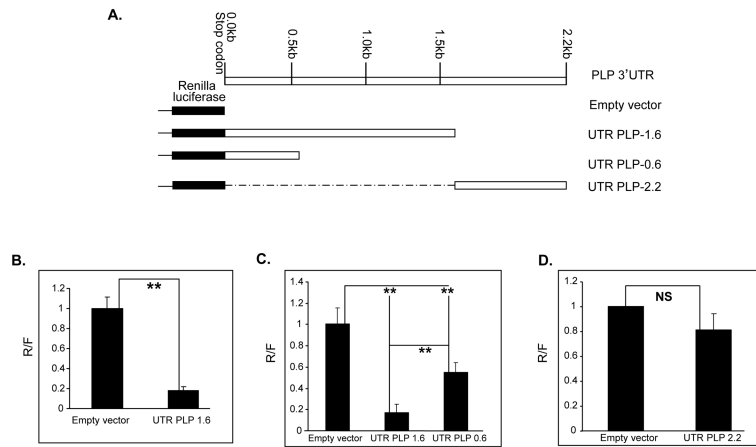 A.
0.0kb
Stop codon
0.5kb
1.0kb
1.5kb
2.2kb
PLP 3'UTR
Renilla
luciferase
Empty vector
UTR PLP-1.6
UTR PLP-0.6
UTR PLP-2.2
B.
R/F
1.2
1
0.8
0.6
0.4
0.2
0
**
Empty vector
UTR PLP 1.6
C.
R/F
1.4
1.2
1
0.8
0.6
0.4
0.2
0
** **
**
Empty vector
UTR PLP 1.6
UTR PLP 0.6
D.
R/F
1.2
1
0.8
0.6
0.4
0.2
0
NS
Empty vector
UTR PLP 2.2